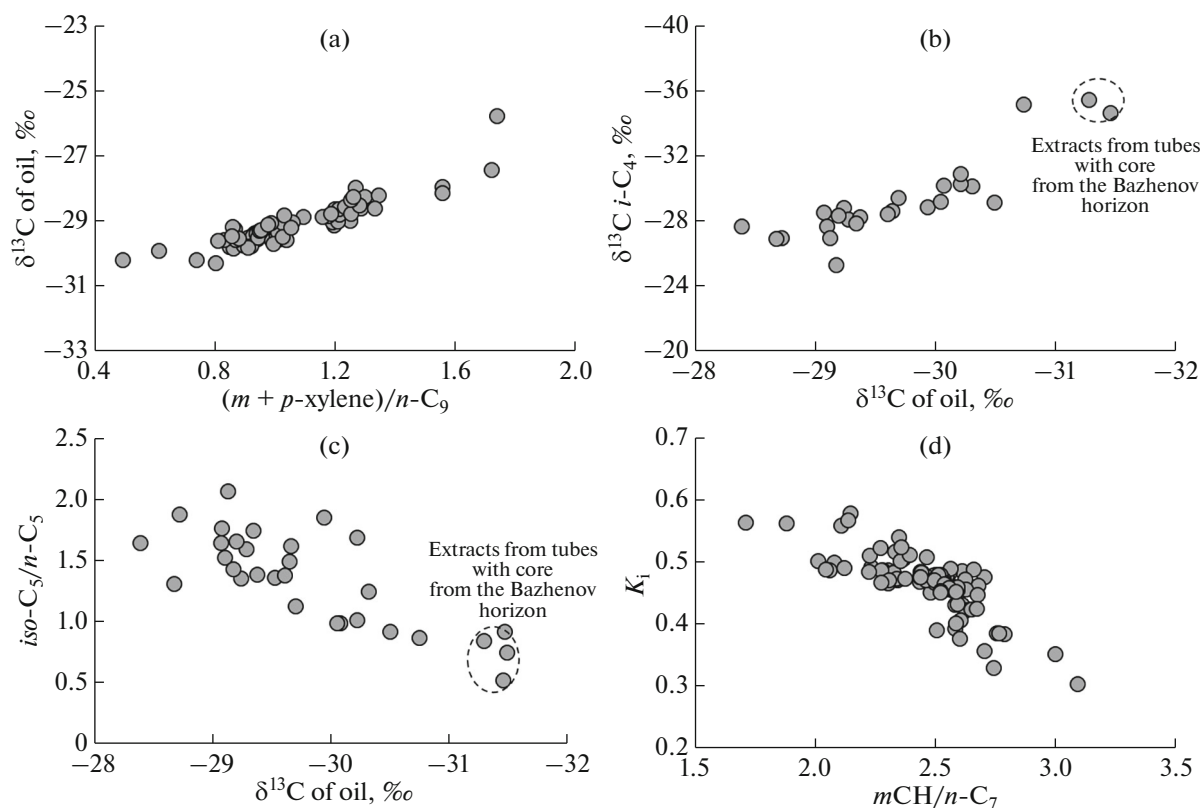 (a)
δ¹³C of oil, ‰
−23
−25
−27
−29
−31
−33
0.4 0.8 1.2 1.6 2.0
(m + p-xylene)/n-C₉
(b)
δ¹³C i-C₄, ‰
−40
−36
−32
−28
−24
−20
Extracts from tubes
with core
from the Bazhenov
horizon
−28 −29 −30 −31 −32
δ¹³C of oil, ‰
(c)
iso-C₅/n-C₅
2.5
2.0
1.5
1.0
0.5
0
Extracts from tubes
with core
from the Bazhenov
horizon
−28 −29 −30 −31 −32
δ¹³C of oil, ‰
(d)
Kᵢ
0.7
0.6
0.5
0.4
0.3
0.2
1.5 2.0 2.5 3.0 3.5
mCH/n-C₇